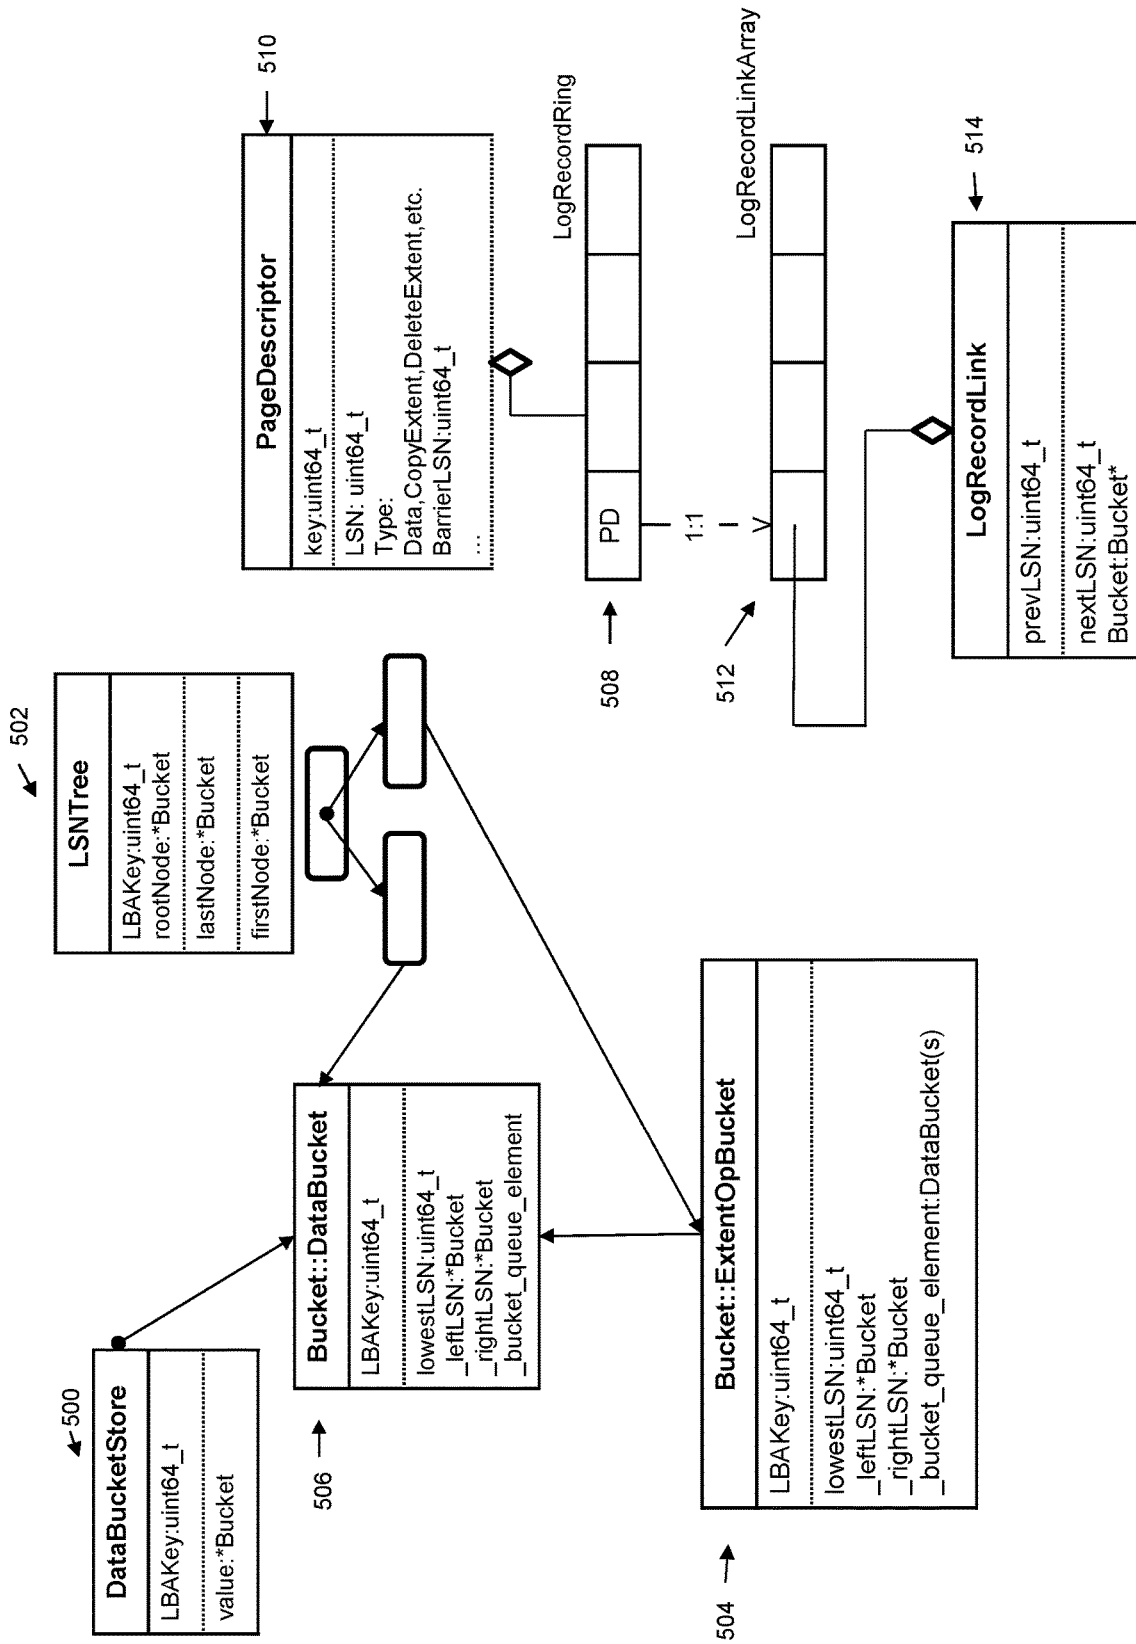 500
DataBucketStore
LBAKey:uint64_t
value:*Bucket
502
LSNTree
LBAKey:uint64_t
rootNode:*Bucket
lastNode:*Bucket
firstNode:*Bucket
510
PageDescriptor
key:uint64_t
LSN: uint64_t
Type:
Data,CopyExtent,DeleteExtent,etc.
BarrierLSN:uint64_t
...
506
Bucket::DataBucket
LBAKey:uint64_t
lowestLSN:uint64_t
_leftLSN:*Bucket
_rightLSN:*Bucket
_bucket_queue_element
508
LogRecordRing
PD
1:1
512
LogRecordLinkArray
504
Bucket::ExtentOpBucket
LBAKey:uint64_t
lowestLSN:uint64_t
_leftLSN:*Bucket
_rightLSN:*Bucket
_bucket_queue_element:DataBucket(s)
514
LogRecordLink
prevLSN:uint64_t
nextLSN:uint64_t
Bucket:Bucket*